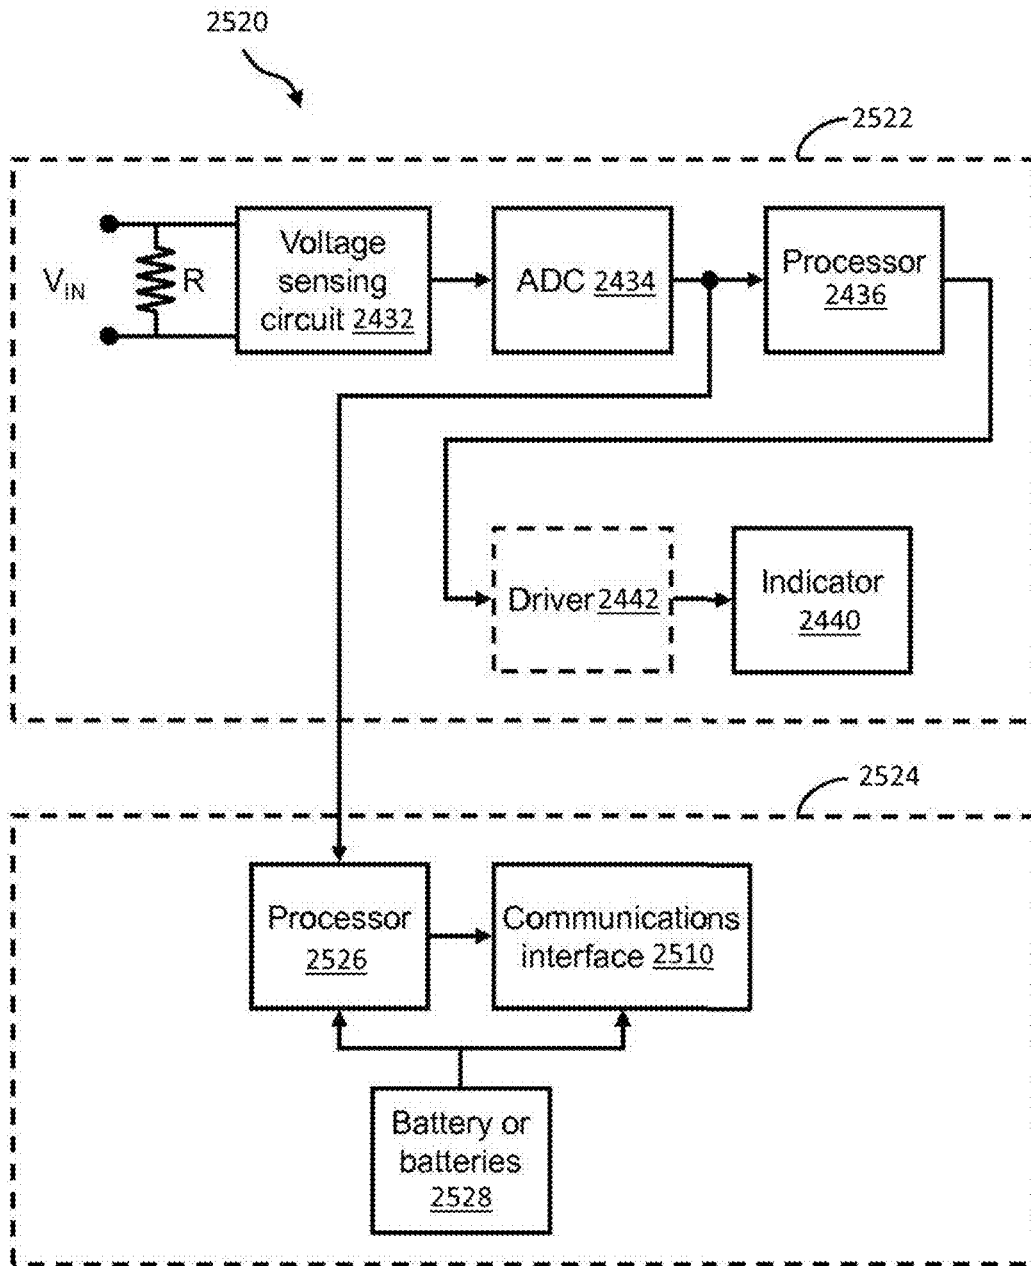 2520
2522
V_IN
R
Voltage
sensing
circuit 2432
ADC 2434
Processor
2436
Driver 2442
Indicator
2440
2524
Processor
2526
Communications
interface 2510
Battery or
batteries
2528